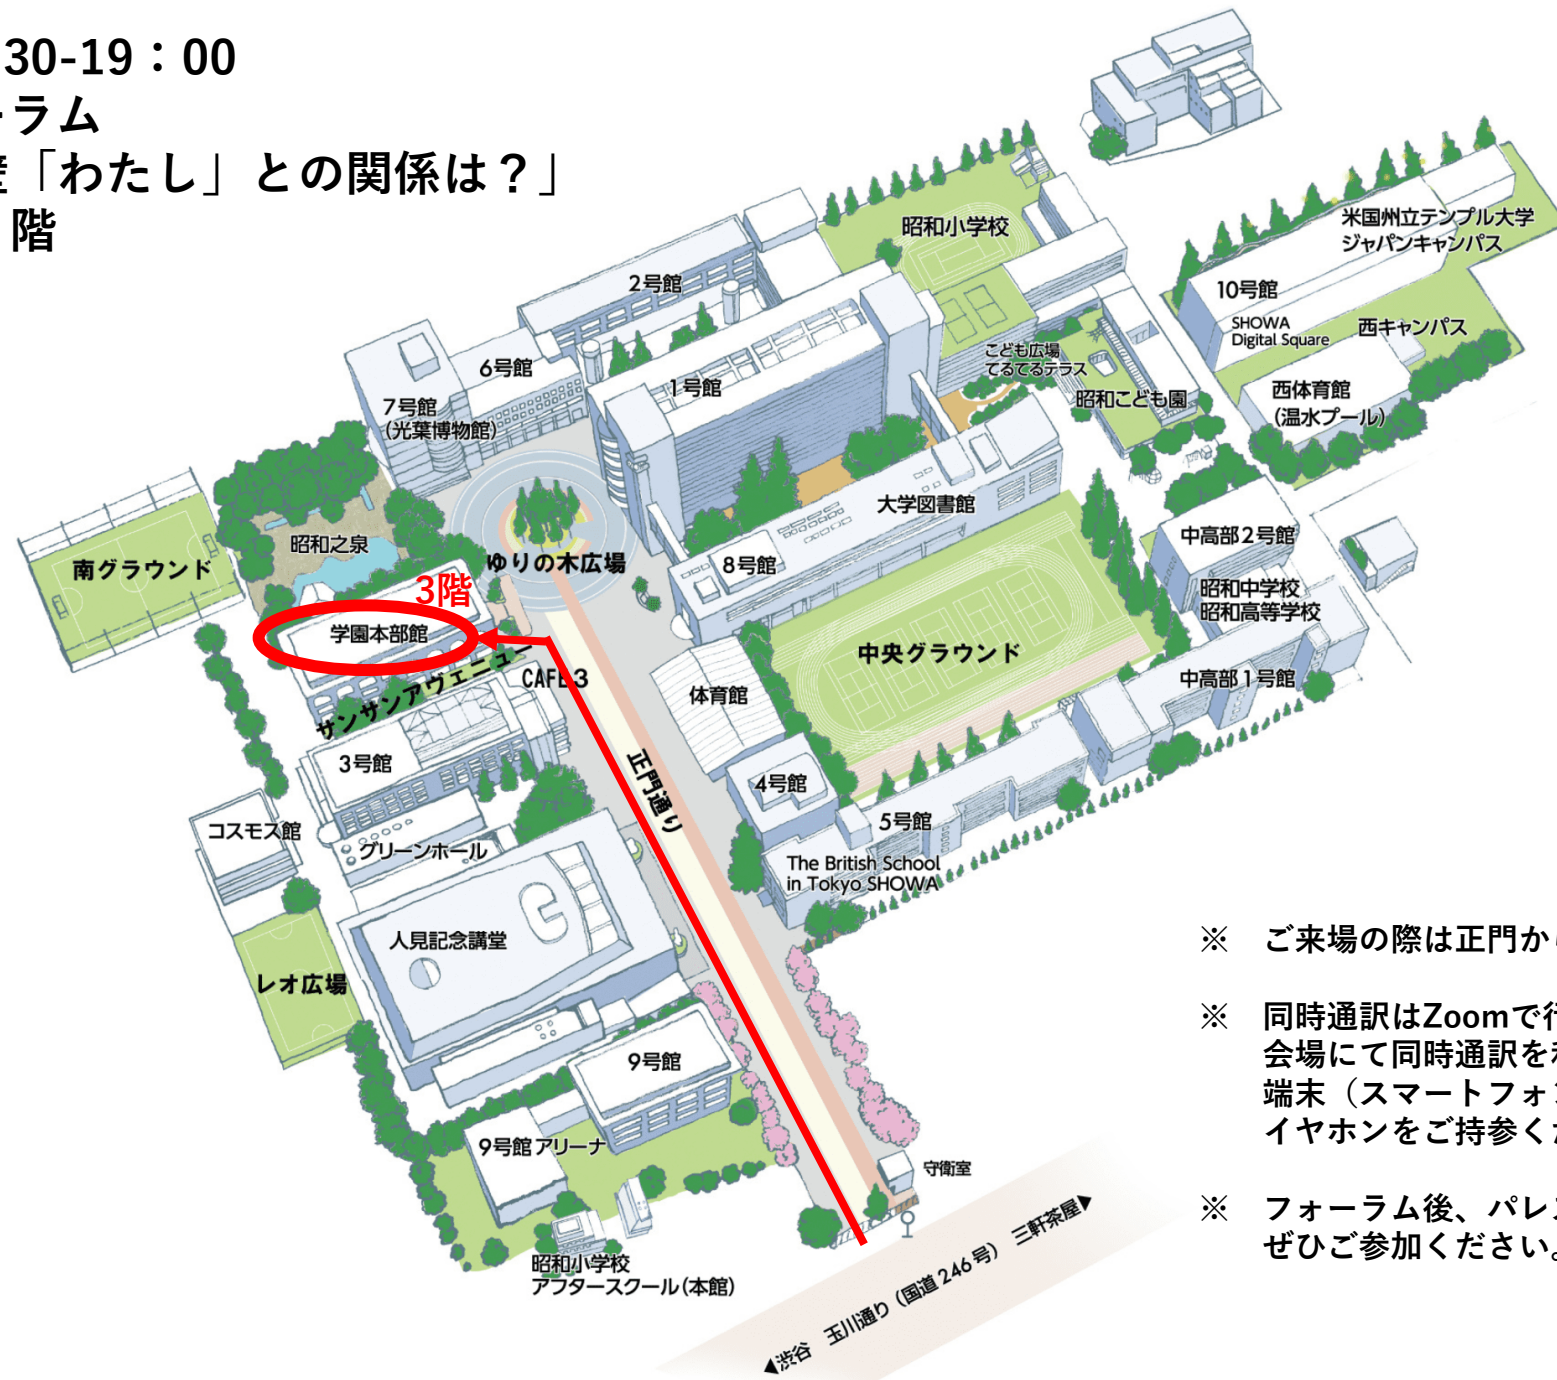 30-19：00
ーラム
「わたし」との関係は？」
階
昭和小学校
米国州立テンプル大学
ジャパンキャンパス
2号館
10号館
SHOWA
Digital Square
西キャンパス
6号館
1号館
こども広場
てるてるテラス
昭和こども園
西体育館
(温水プール)
7号館
(光葉博物館)
大学図書館
中高部2号館
昭和之泉
南グラウンド
ゆりの木広場
8号館
昭和中学校
昭和高等学校
3階
学園本部館
中央グラウンド
サンサンアヴェニュー
CAFE3
体育館
中高部1号館
3号館
正門通り
4号館
5号館
コスモス館
グリーンホール
The British School
in Tokyo SHOWA
人見記念講堂
レオ広場
9号館
9号館アリーナ
守衛室
昭和小学校
アフタースクール(本館)
◀渋谷 玉川通り（国道246号） 三軒茶屋▶
※ ご来場の際は正門か
※ 同時通訳はZoomで行
会場にて同時通訳を
端末（スマートフォ
イヤホンをご持参く
※ フォーラム後、パレ
ぜひご参加ください。